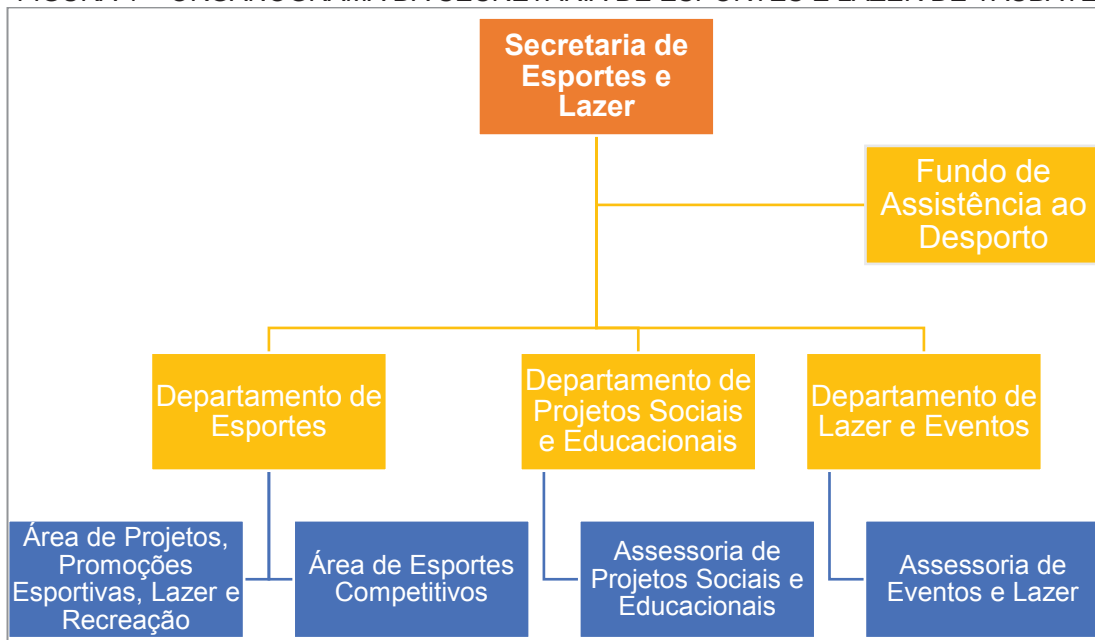 Secretaria de
Esportes e
Lazer
Fundo de
Assistência ao
Desporto
Departamento de
Esportes
Departamento de
Projetos Sociais
e Educacionais
Departamento de
Lazer e Eventos
Área de Projetos,
Promoções
Esportivas, Lazer e
Recreação
Área de Esportes
Competitivos
Assessoria de
Projetos Sociais e
Educacionais
Assessoria de
Eventos e Lazer